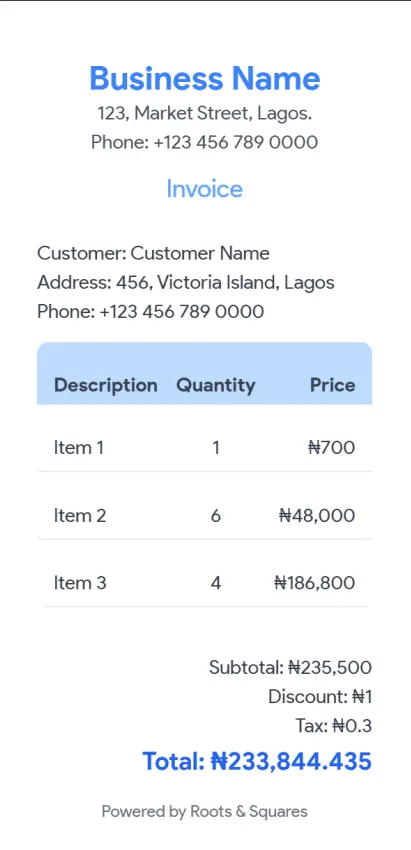 Business Name
123, Market Street, Lagos.
Phone: +123 456 789 0000
Invoice
Customer: Customer Name
Address: 456, Victoria Island, Lagos
Phone: +123 456 789 0000
Description Quantity Price
Item 1 1 ₦700
Item 2 6 ₦48,000
Item 3 4 ₦186,800
Subtotal: ₦235,500
Discount: ₦1
Tax: ₦0.3
Total: ₦233,844.435
Powered by Roots & Squares